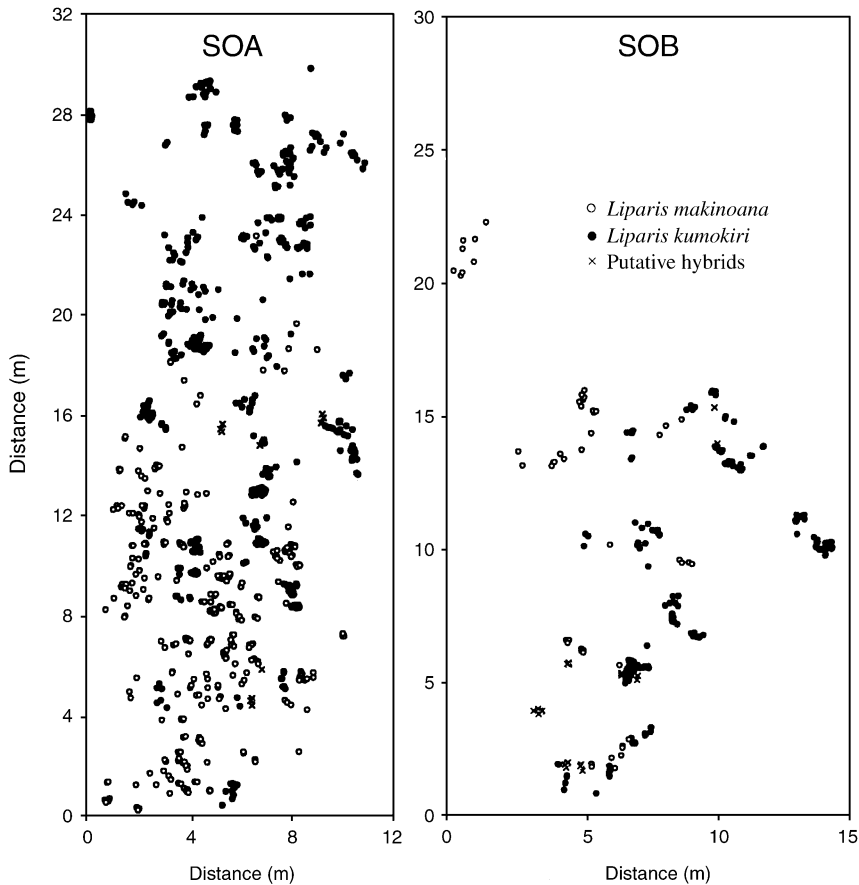 SOA
32
28
24
20
16
12
8
4
0
Distance (m)
0 4 8 12
Distance (m)
SOB
30
25
20
15
10
5
0
Liparis makinoana
Liparis kumokiri
Putative hybrids
0 5 10 15
Distance (m)